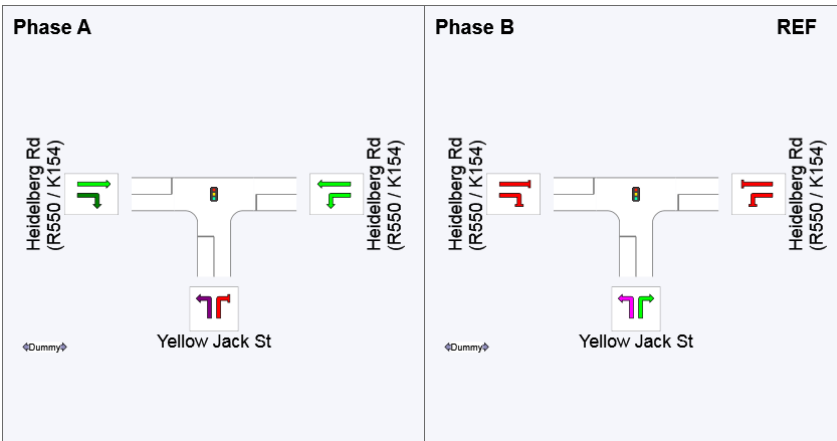 Phase A
Heidelberg Rd
(R550 / K154)
Heidelberg Rd
(R550 / K154)
Yellow Jack St
Dummy
Phase B
REF
Heidelberg Rd
(R550 / K154)
Heidelberg Rd
(R550 / K154)
Yellow Jack St
Dummy